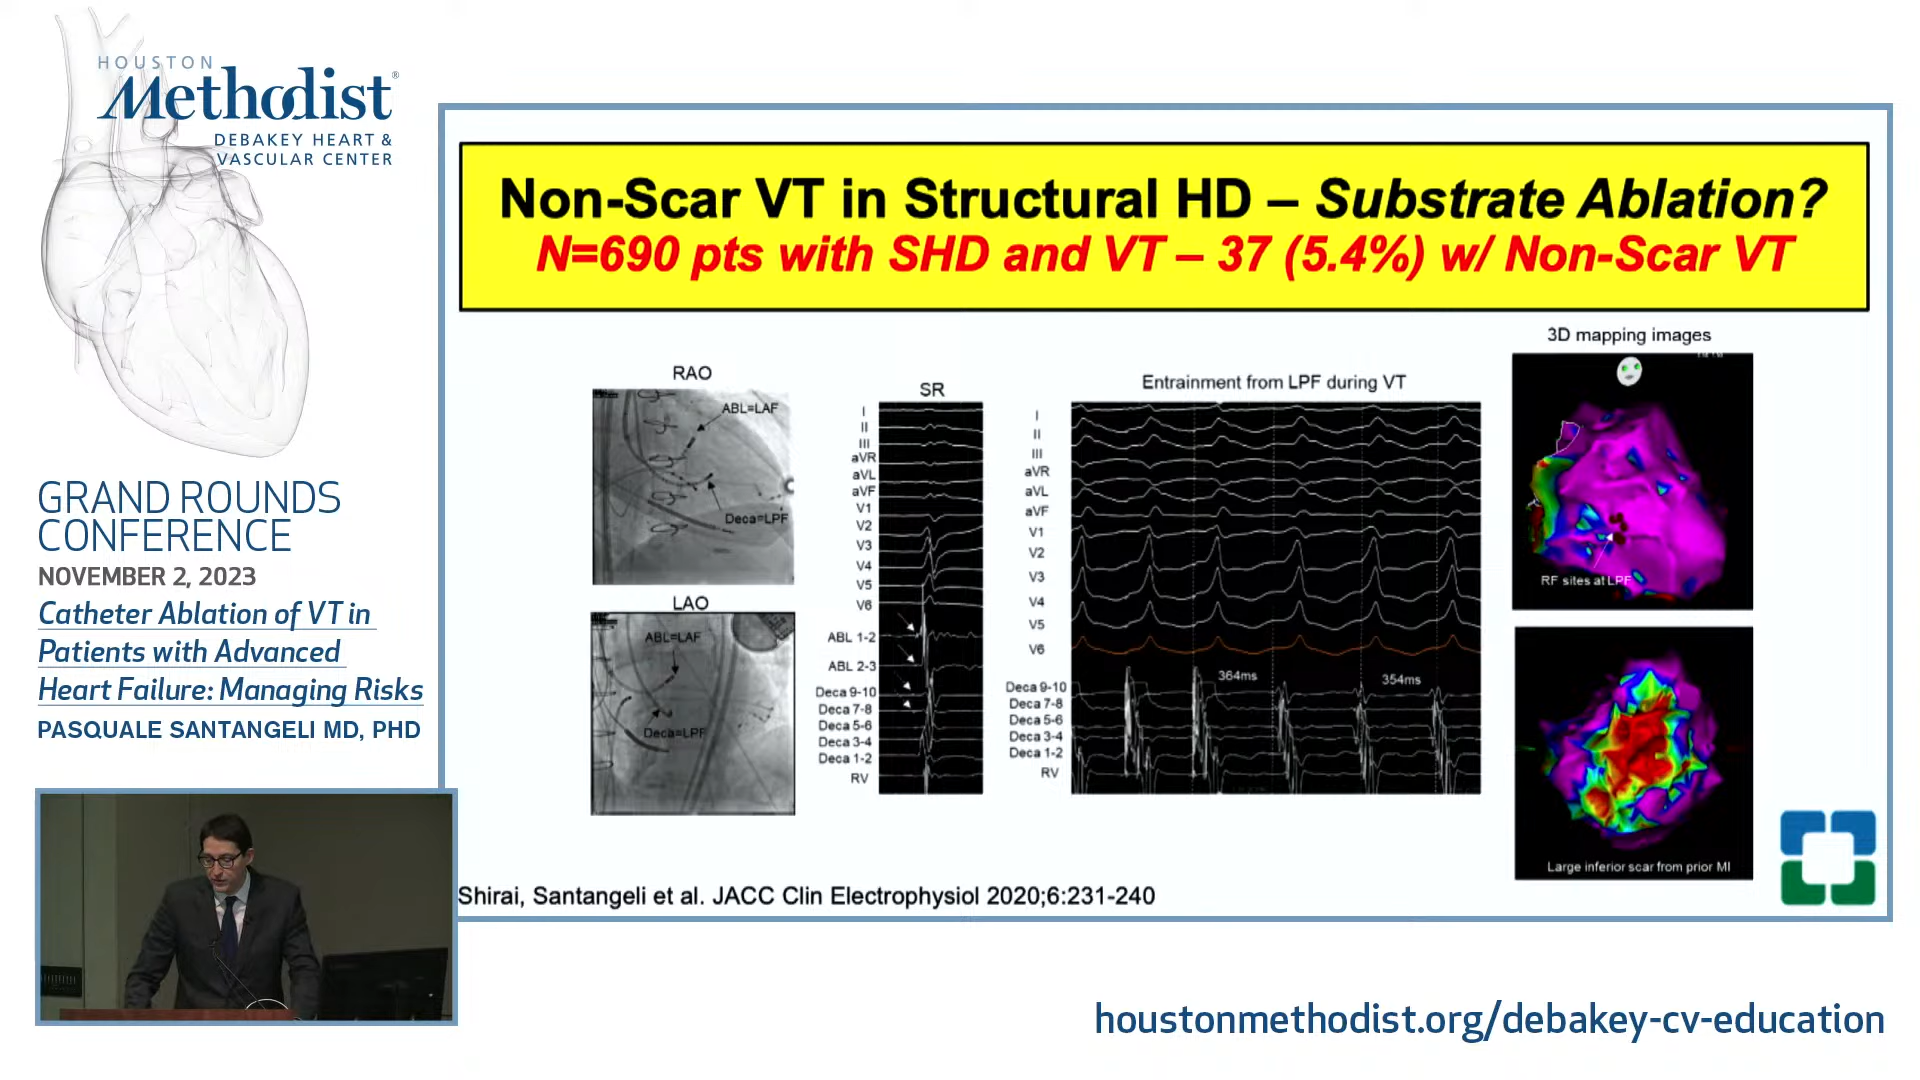 HOUSTON
Methodist®
DEBAKEY HEART &
VASCULAR CENTER
GRAND ROUNDS
CONFERENCE
NOVEMBER 2, 2023
Catheter Ablation of VT in
Patients with Advanced
Heart Failure: Managing Risks
PASQUALE SANTANGELI MD, PHD
Non-Scar VT in Structural HD – Substrate Ablation?
N=690 pts with SHD and VT – 37 (5.4%) w/ Non-Scar VT
RAO
ABL=LAF
Deca=LPF
LAO
ABL=LAF
Deca=LPF
SR
I
II
III
aVR
aVL
aVF
V1
V2
V3
V4
V5
V6
ABL 1-2
ABL 2-3
Deca 9-10
Deca 7-8
Deca 5-6
Deca 3-4
Deca 1-2
RV
Entrainment from LPF during VT
I
II
III
aVR
aVL
aVF
V1
V2
V3
V4
V5
V6
Deca 9-10
Deca 7-8
Deca 5-6
Deca 3-4
Deca 1-2
RV
364ms
354ms
3D mapping images
RF sites at LPF
Large inferior scar from prior MI
Shirai, Santangeli et al. JACC Clin Electrophysiol 2020;6:231-240
houstonmethodist.org/debakey-cv-education